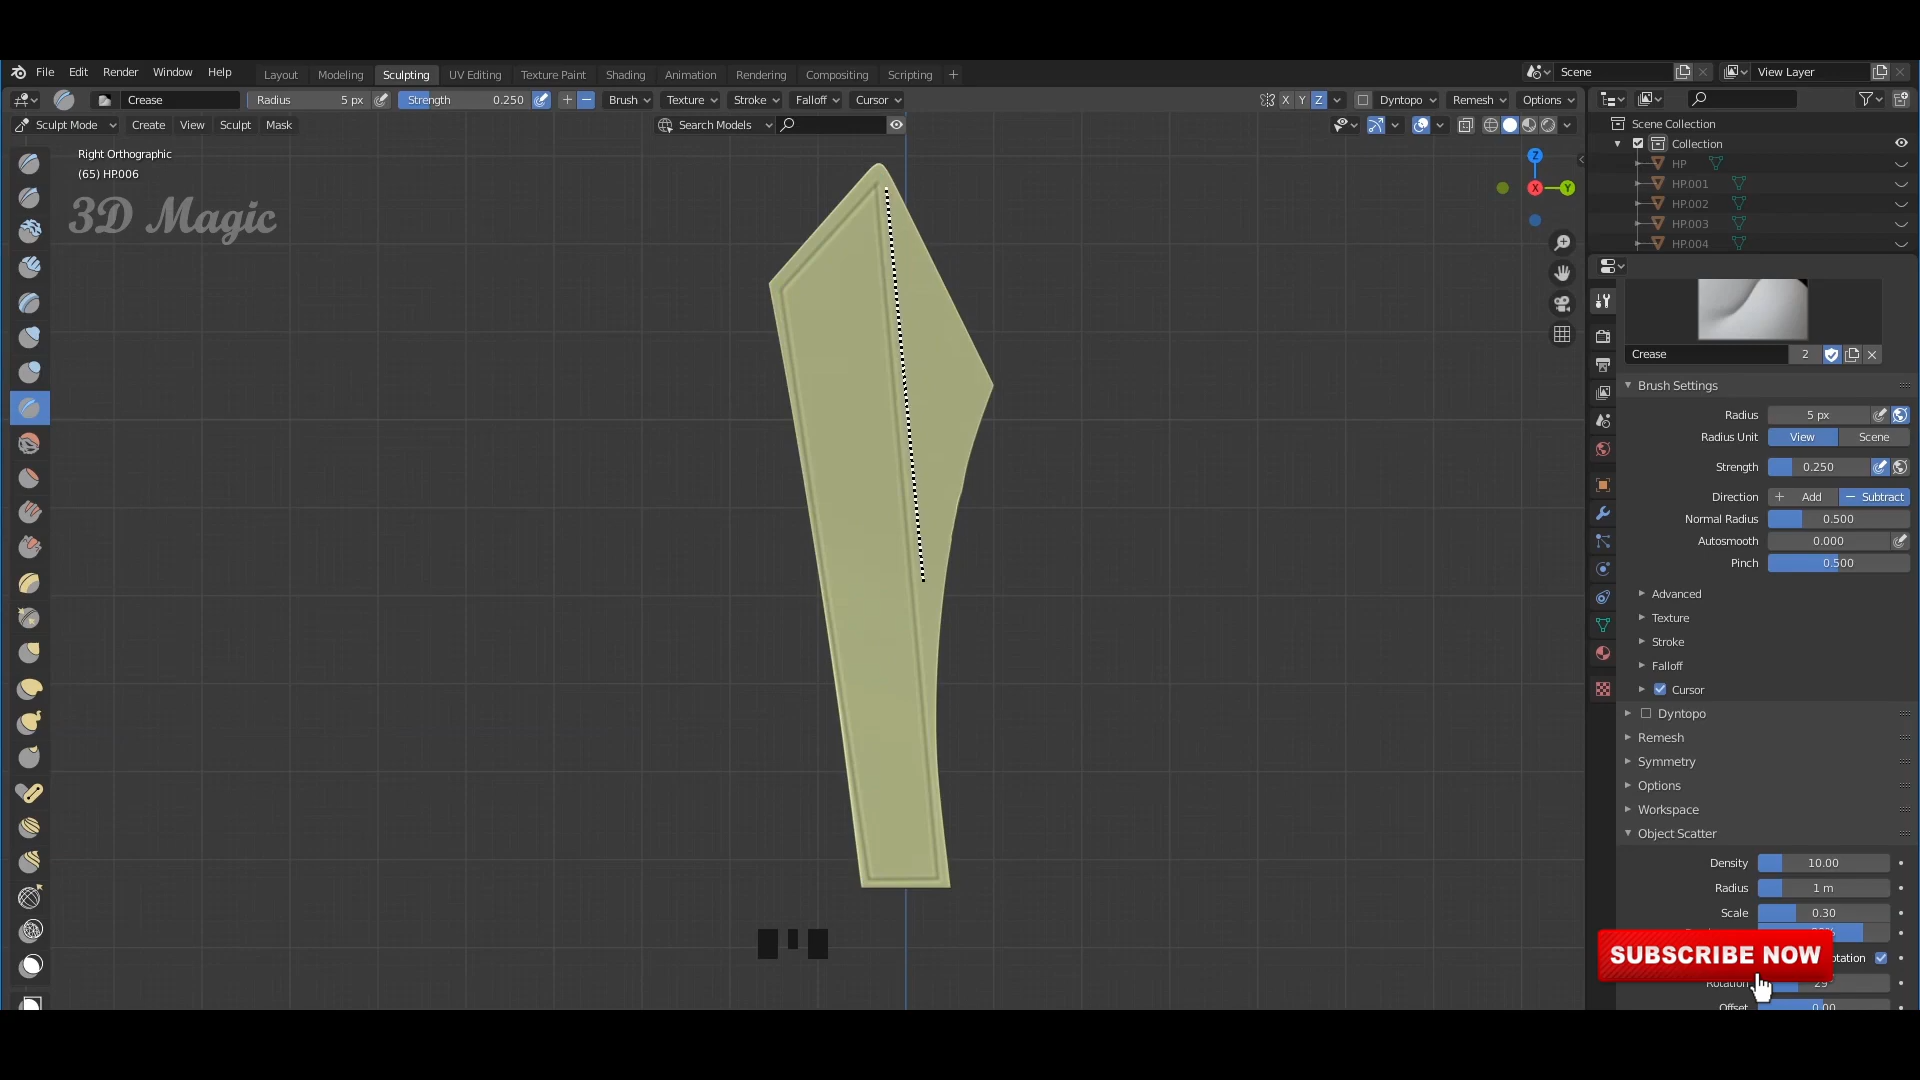 File Edit Render Window Help Layout Modeling Sculpting UV Editing Texture Paint Shading Animation Rendering Compositing Scripting + Scene View Layer
Crease Radius 5 px Strength 0.250 + − Brush Texture Stroke Falloff Cursor X Y Z Dyntopo Remesh Options
Sculpt Mode Create View Sculpt Mask Search Models
Scene Collection
Collection
HP
HP.001
HP.002
HP.003
HP.004
Right Orthographic
(65) HP.006
3D Magic
Z
X Y
Crease 2
Brush Settings
Radius 5 px
Radius Unit View Scene
Strength 0.250
Direction + Add − Subtract
Normal Radius 0.500
Autosmooth 0.000
Pinch 0.500
Advanced
Texture
Stroke
Falloff
Cursor
Dyntopo
Remesh
Symmetry
Options
Workspace
Object Scatter
Density 10.00
Radius 1 m
Scale 0.30
SUBSCRIBE NOW
Rotation 29°
Offset 0.00